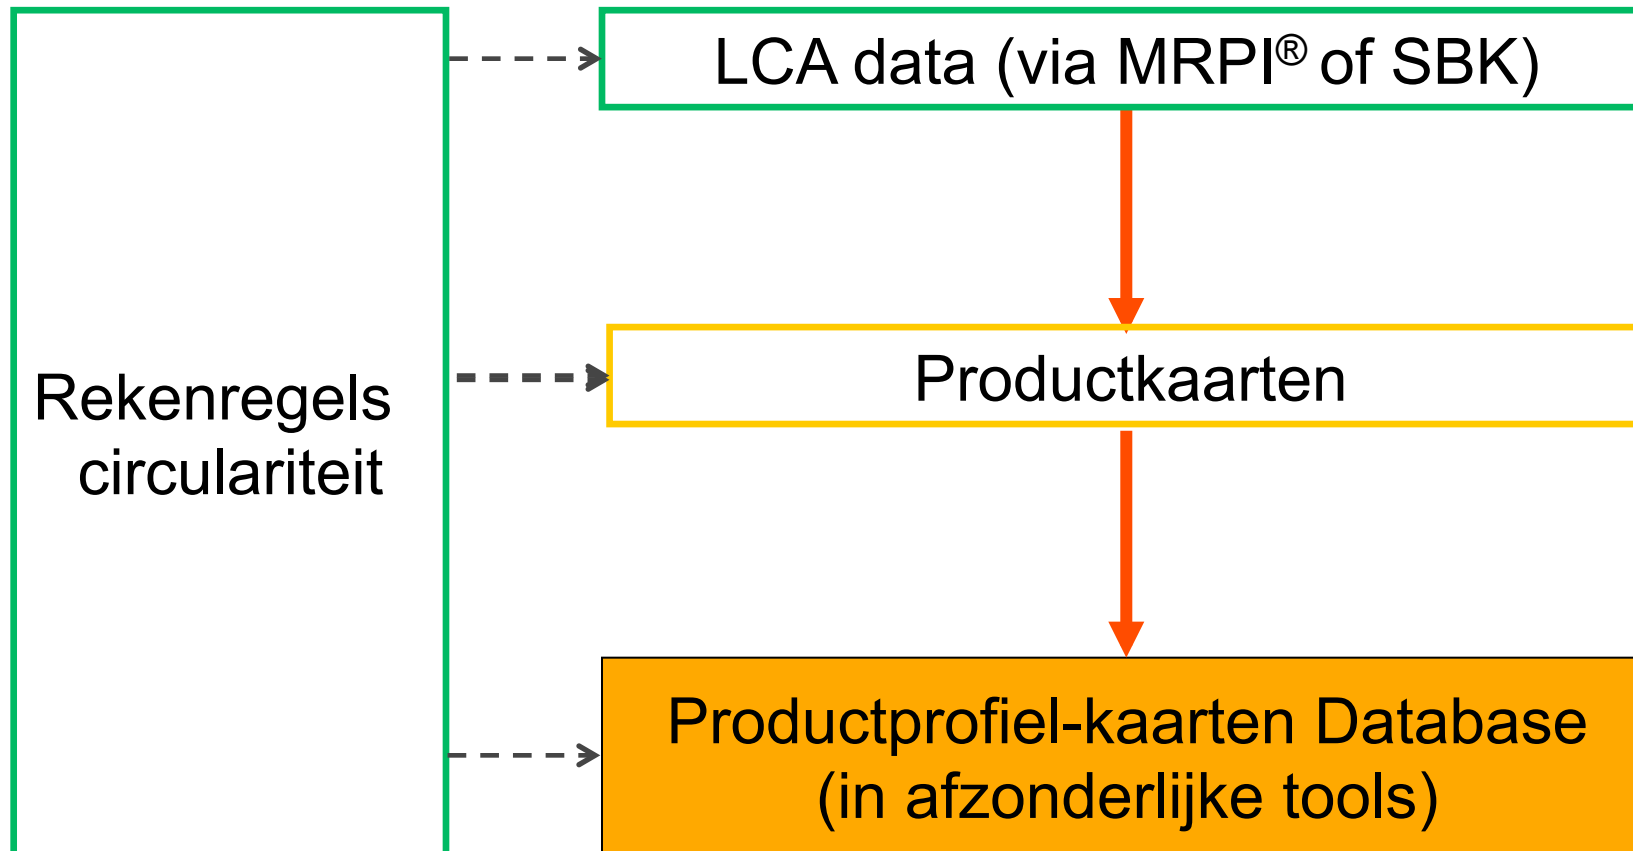 LCA data (via MRPI® of SBK)
Rekenregels
circulariteit
Productkaarten
Productprofiel-kaarten Database
(in afzonderlijke tools)